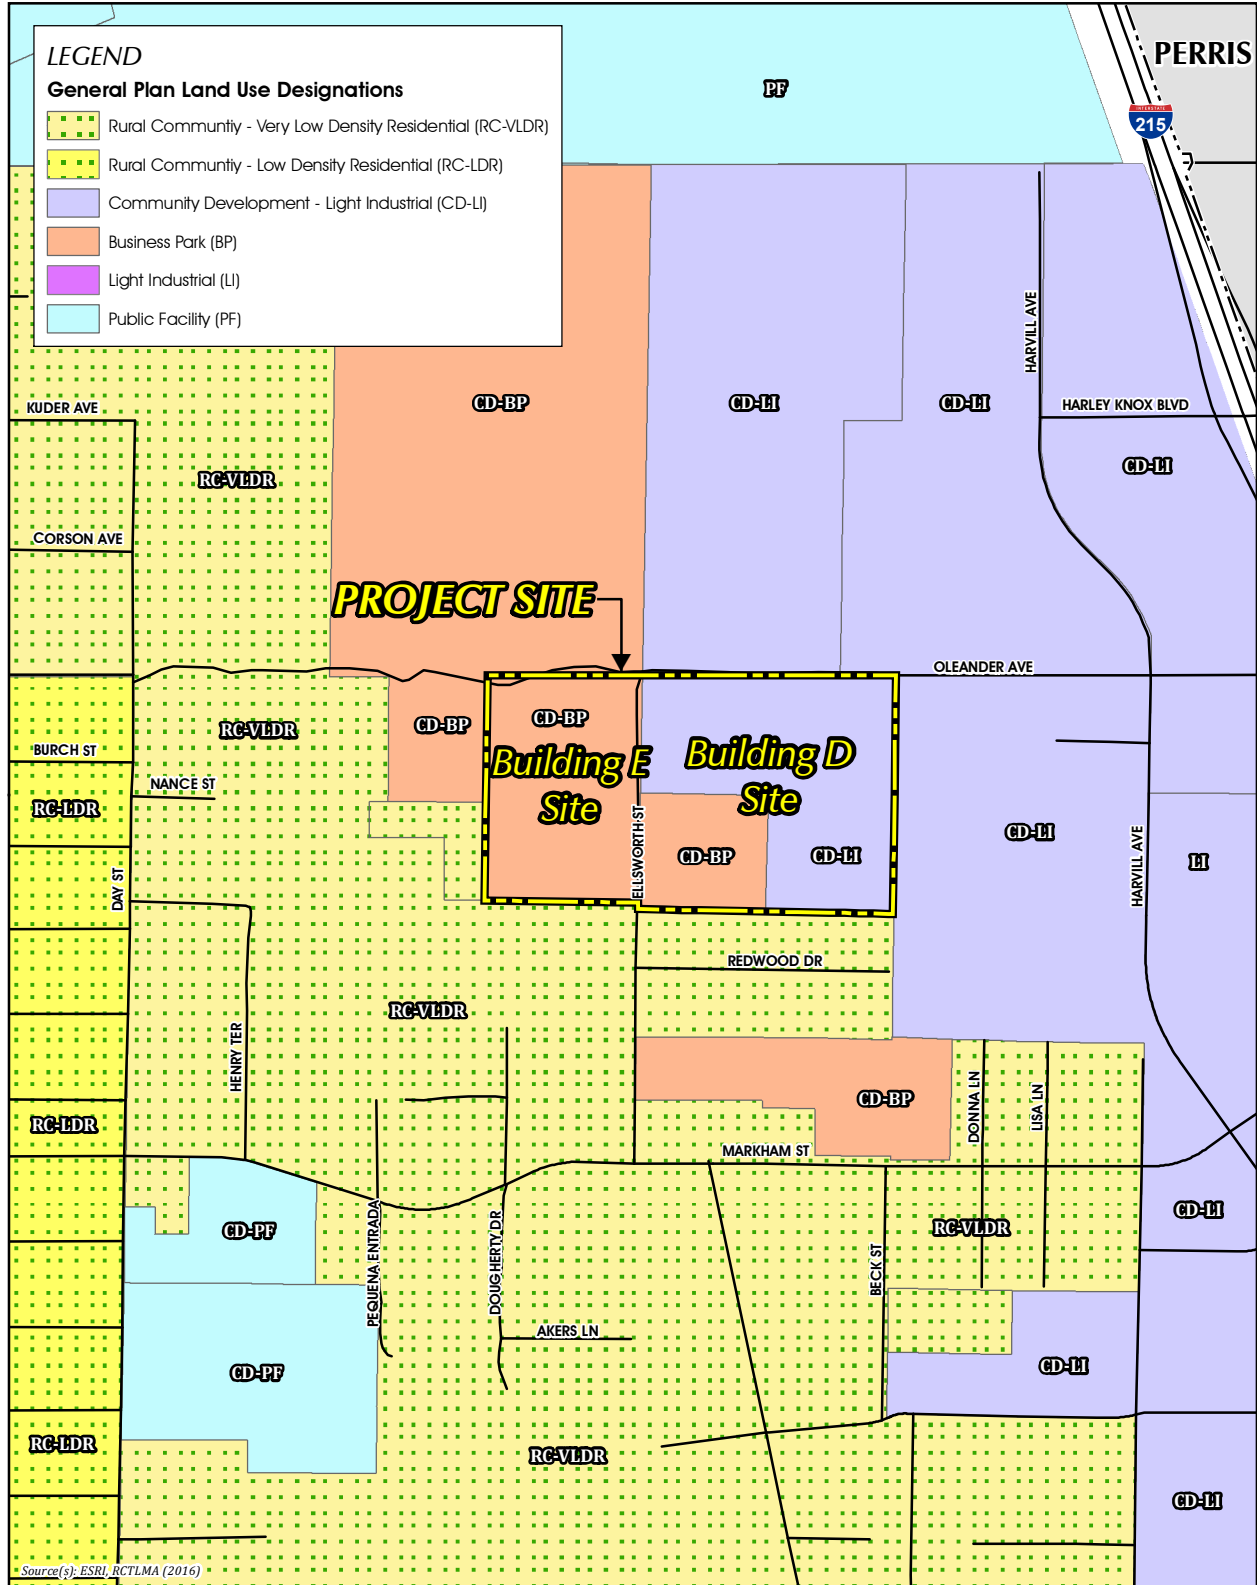 LEGEND
General Plan Land Use Designations
Rural Communtiy - Very Low Density Residential (RC-VLDR)
Rural Communtiy - Low Density Residential (RC-LDR)
Community Development - Light Industrial (CD-LI)
Business Park (BP)
Light Industrial (LI)
Public Facility (PF)
PERRIS
PF
INTERSTATE
215
HARVILL AVE
KUDER AVE
CD-BP
CD-LI
CD-LI
HARLEY KNOX BLVD
RC-VLDR
CD-LI
CORSON AVE
PROJECT SITE
OLEANDER AVE
RC-VLDR
CD-BP
CD-BP
BURCH ST
Building E
Site
Building D
Site
NANCE ST
RC-LDR
ELLSWORTH ST
CD-BP
CD-LI
CD-LI
HARVILL AVE
LI
DAY ST
REDWOOD DR
RC-VLDR
HENRY TER
CD-BP
DONNA LN
LISA LN
RC-LDR
MARKHAM ST
CD-PF
PEQUENA ENTRADA
DOUGHERTY DR
BECK ST
RC-VLDR
CD-LI
AKERS LN
CD-PF
CD-LI
RC-LDR
RC-VLDR
CD-LI
Source(s): ESRI, RCTLMA (2016)